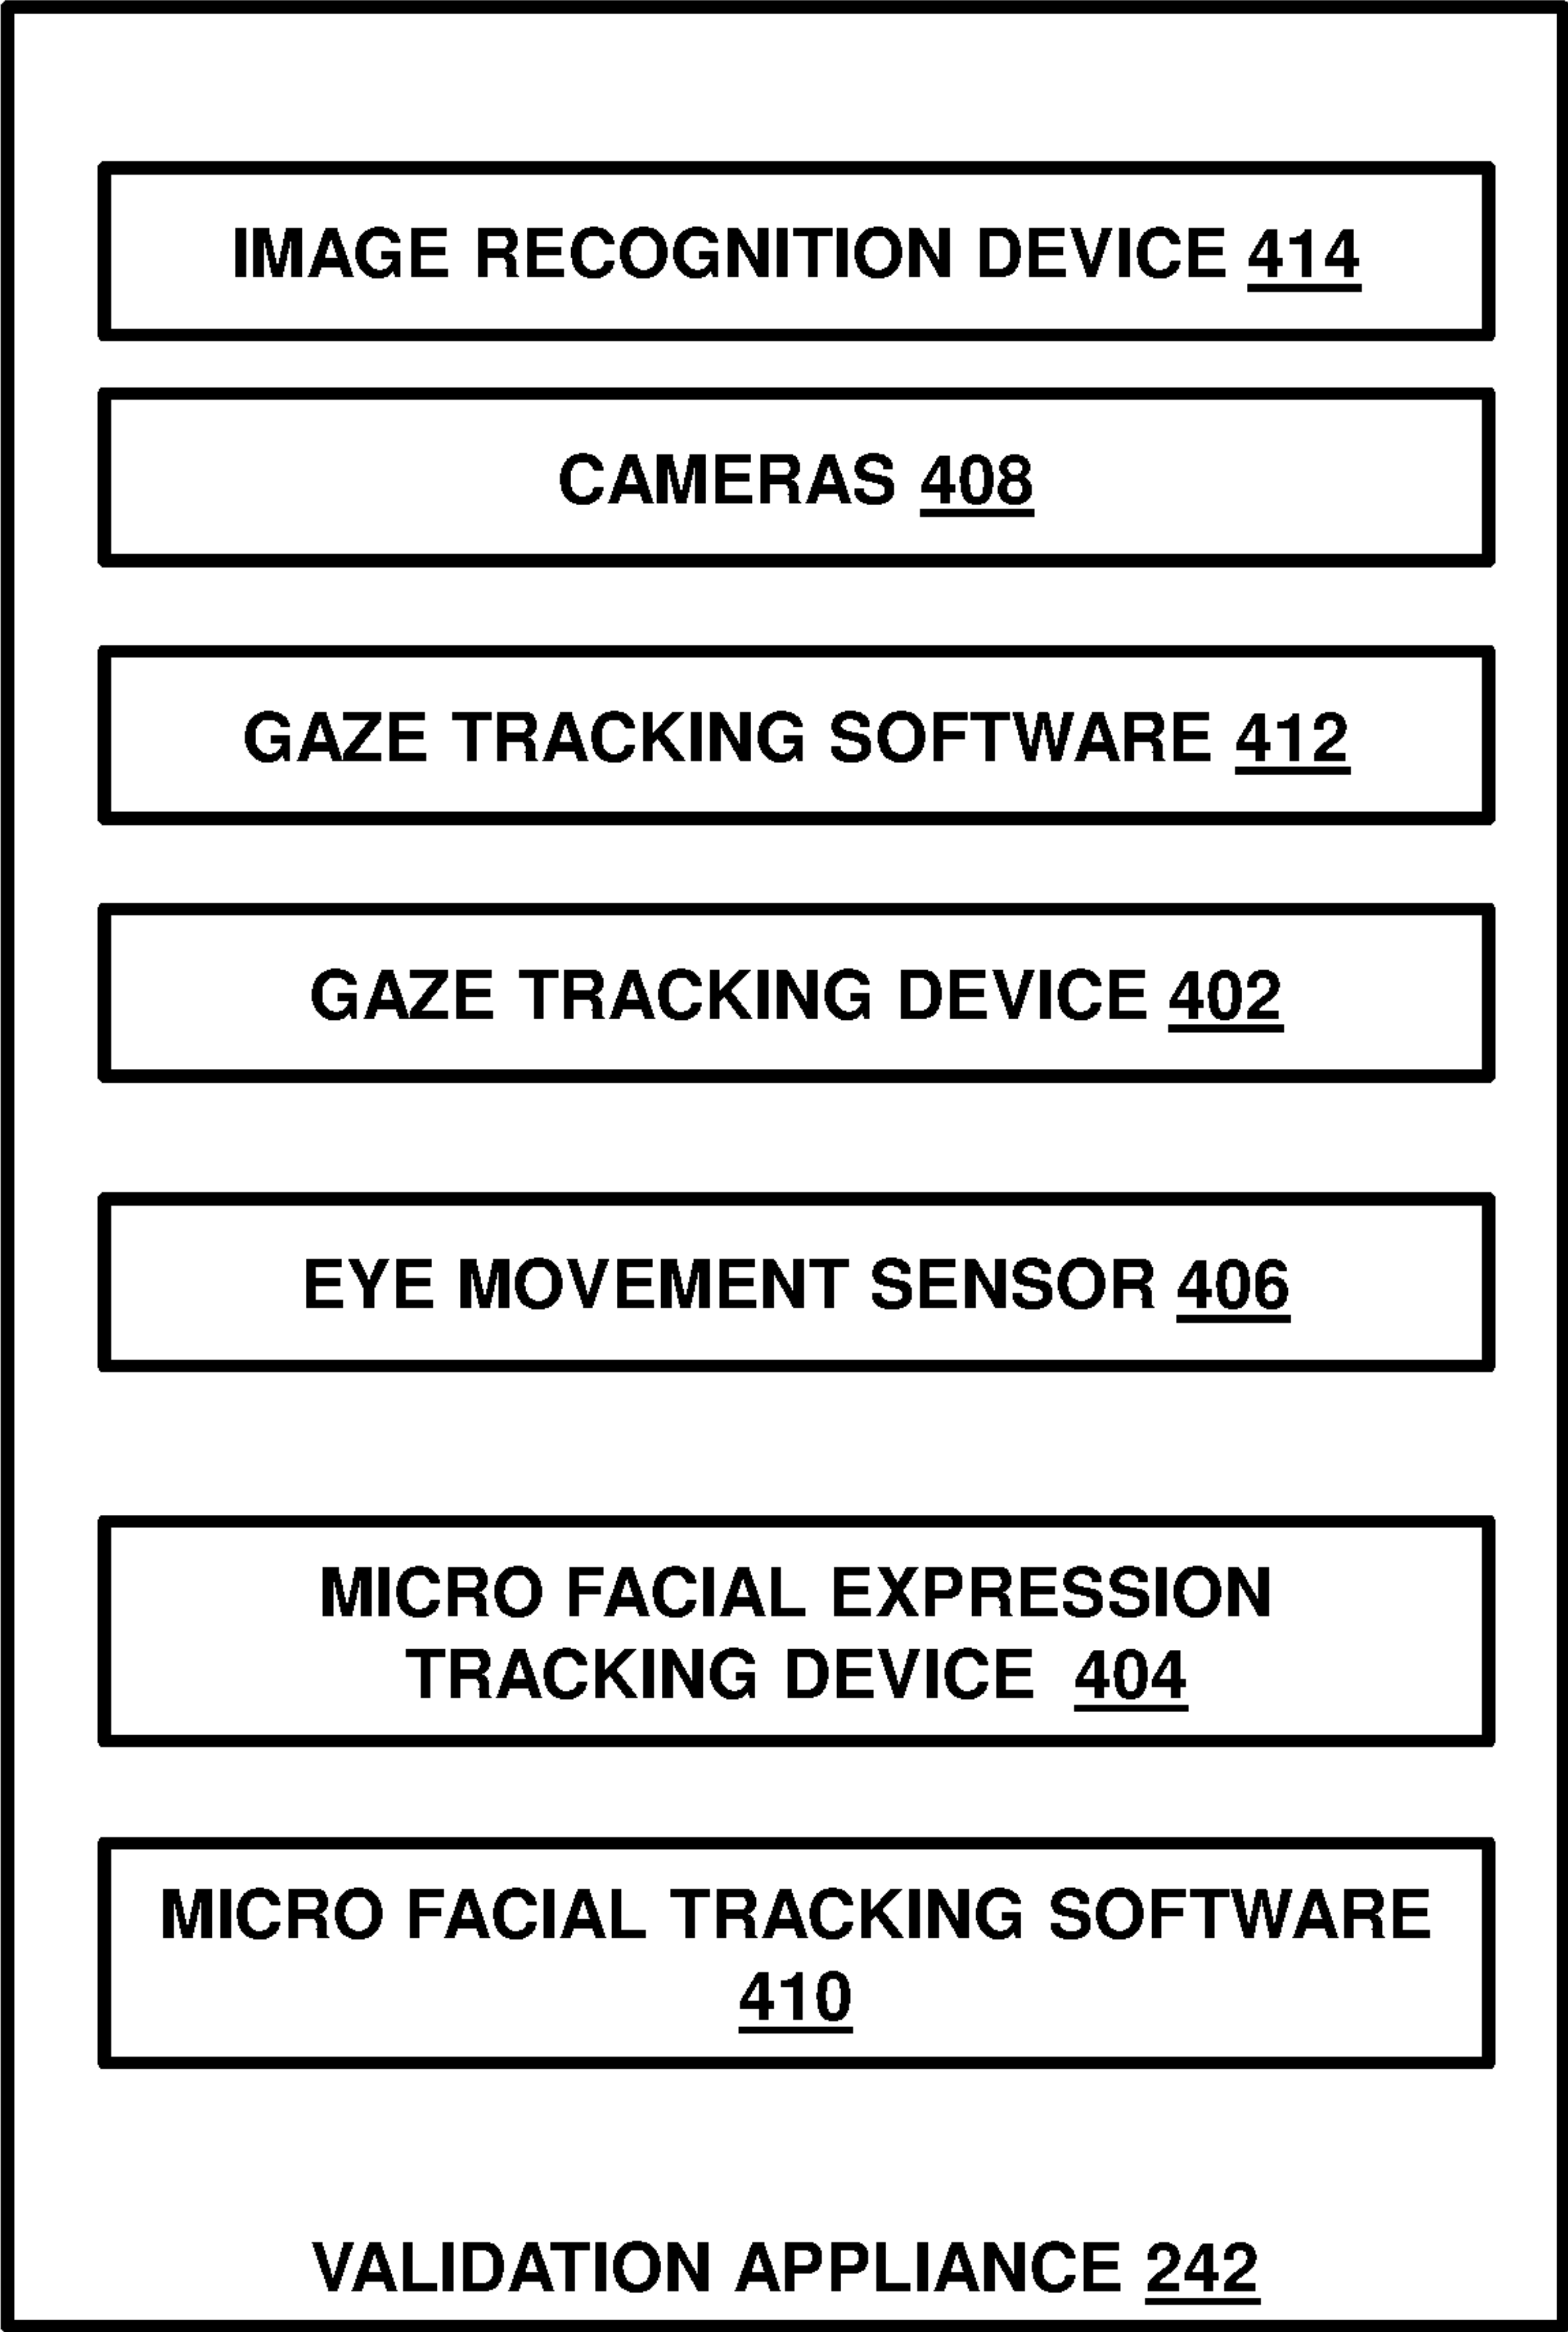 IMAGE RECOGNITION DEVICE 414
CAMERAS 408
GAZE TRACKING SOFTWARE 412
GAZE TRACKING DEVICE 402
EYE MOVEMENT SENSOR 406
MICRO FACIAL EXPRESSION
TRACKING DEVICE 404
MICRO FACIAL TRACKING SOFTWARE
410
VALIDATION APPLIANCE 242